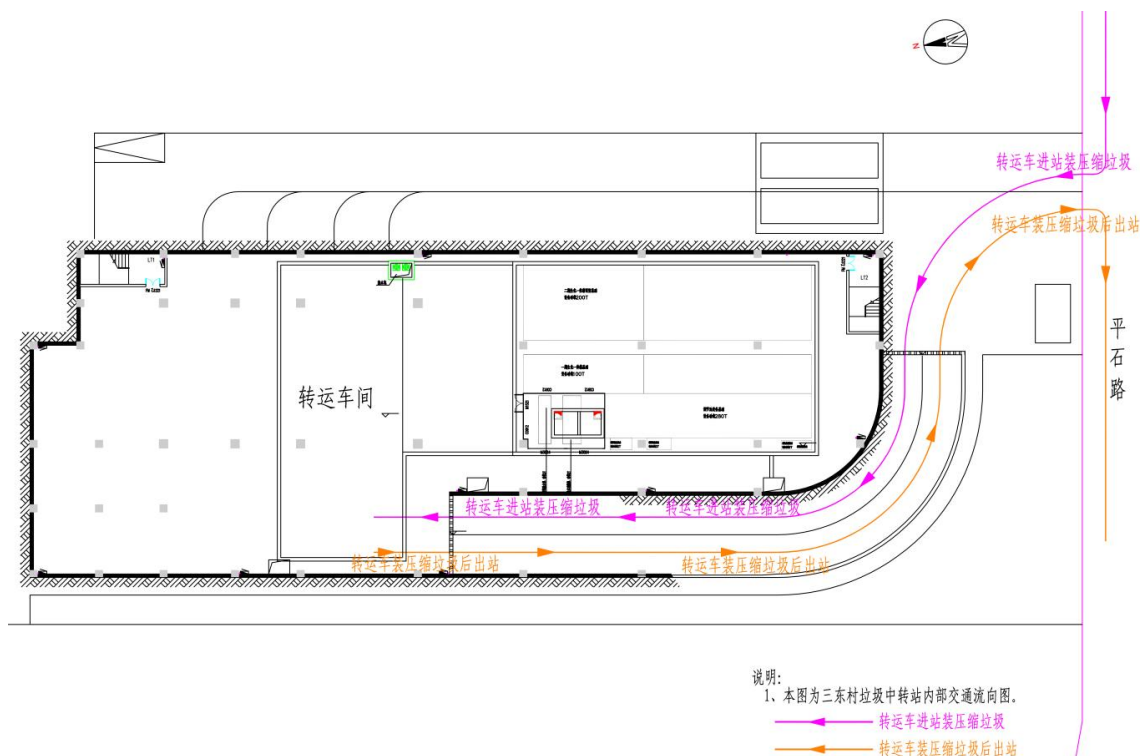 N
转运车进站装压缩垃圾
转运车装压缩垃圾后出站
平石路
LT1
LT2
转运车间
转运车进站装压缩垃圾
转运车进站装压缩垃圾
转运车装压缩垃圾后出站
转运车装压缩垃圾后出站
说明:
1、本图为三东村垃圾中转站内部交通流向图。
转运车进站装压缩垃圾
转运车装压缩垃圾后出站